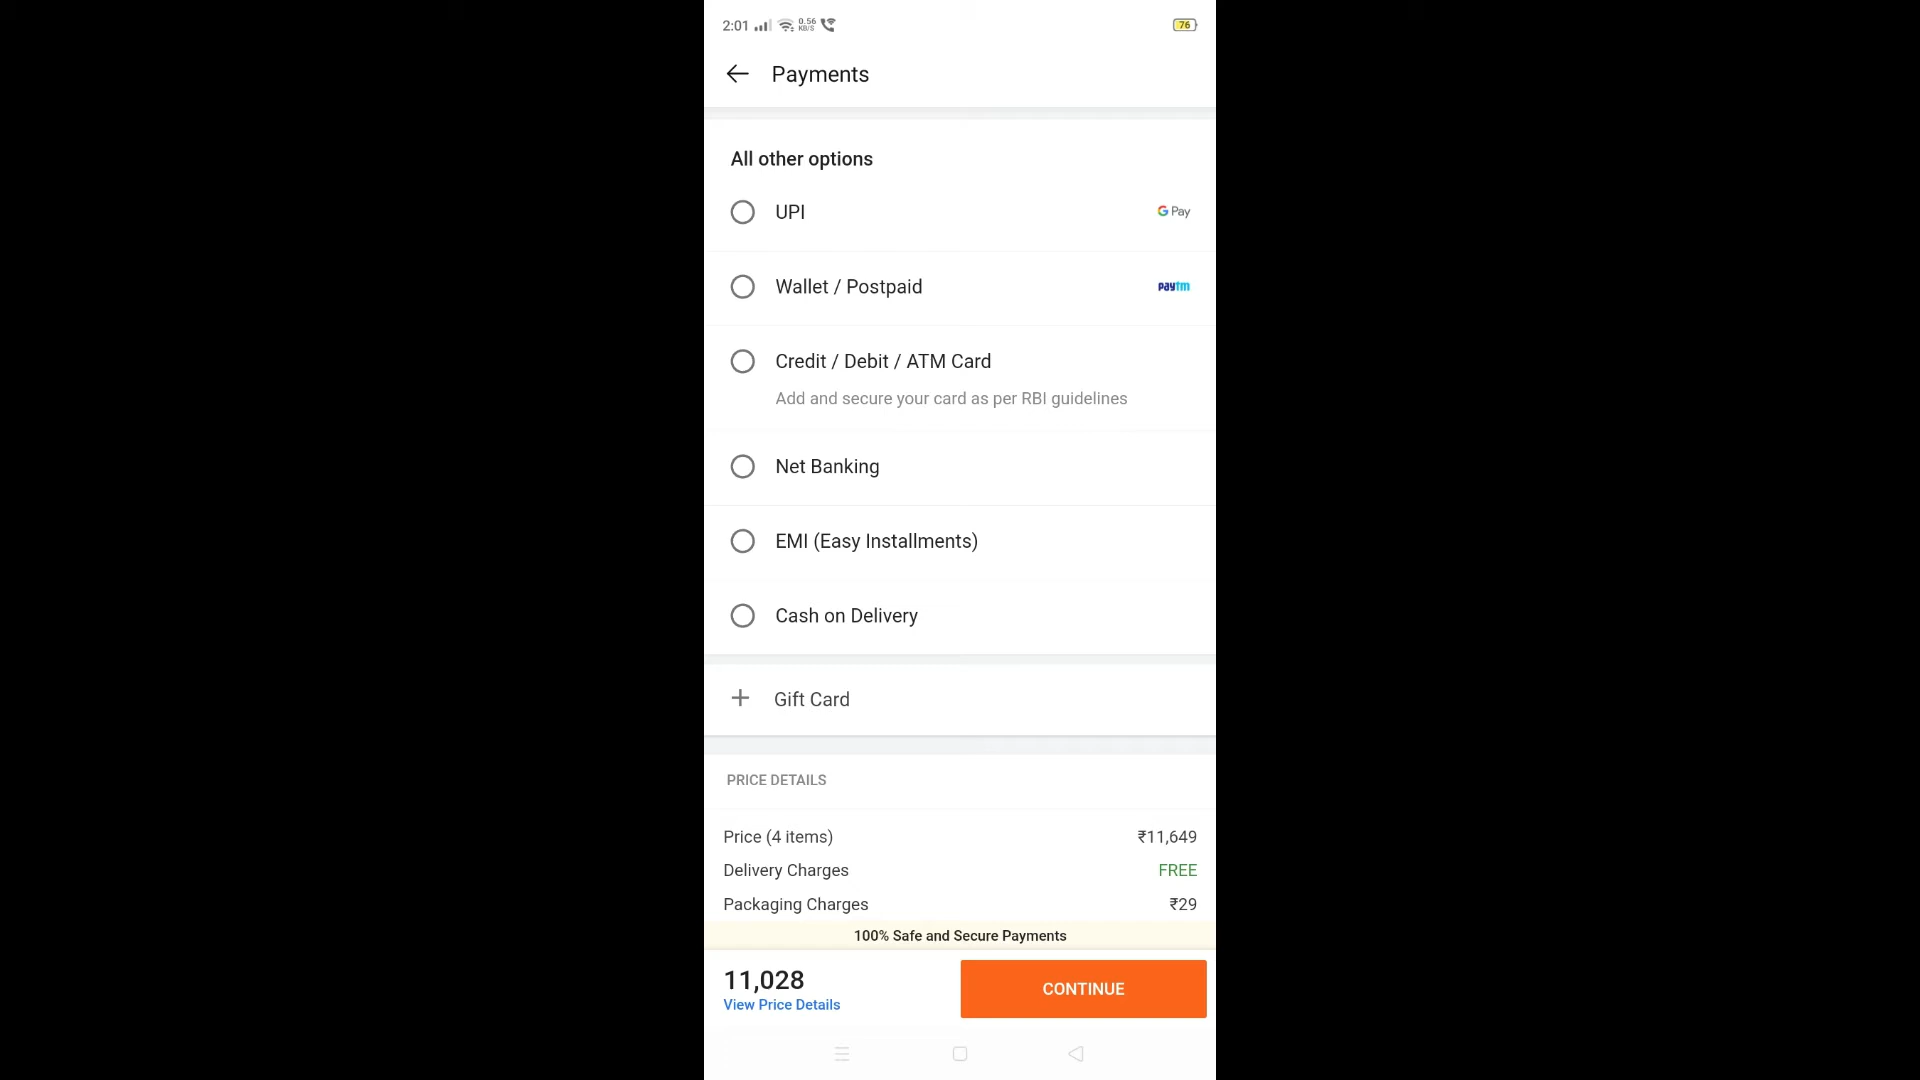 2:01 0.56 KB/S 76
Payments
All other options
UPI G Pay
Wallet / Postpaid paytm
Credit / Debit / ATM Card
Add and secure your card as per RBI guidelines
Net Banking
EMI (Easy Installments)
Cash on Delivery
+ Gift Card
PRICE DETAILS
Price (4 items) ₹11,649
Delivery Charges FREE
Packaging Charges ₹29
100% Safe and Secure Payments
11,028
View Price Details
CONTINUE